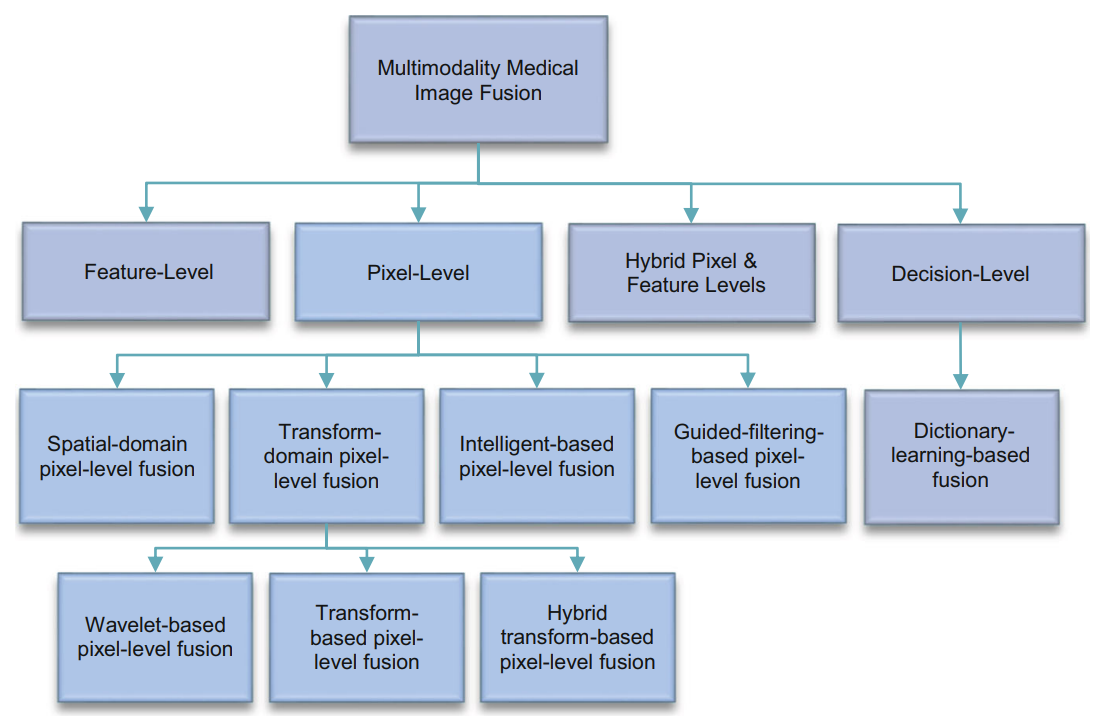 Multimodality Medical
Image Fusion
Feature-Level
Pixel-Level
Hybrid Pixel &
Feature Levels
Decision-Level
Spatial-domain
pixel-level fusion
Transform-
domain pixel-
level fusion
Intelligent-based
pixel-level fusion
Guided-filtering-
based pixel-
level fusion
Dictionary-
learning-based
fusion
Wavelet-based
pixel-level fusion
Transform-
based pixel-
level fusion
Hybrid
transform-based
pixel-level fusion